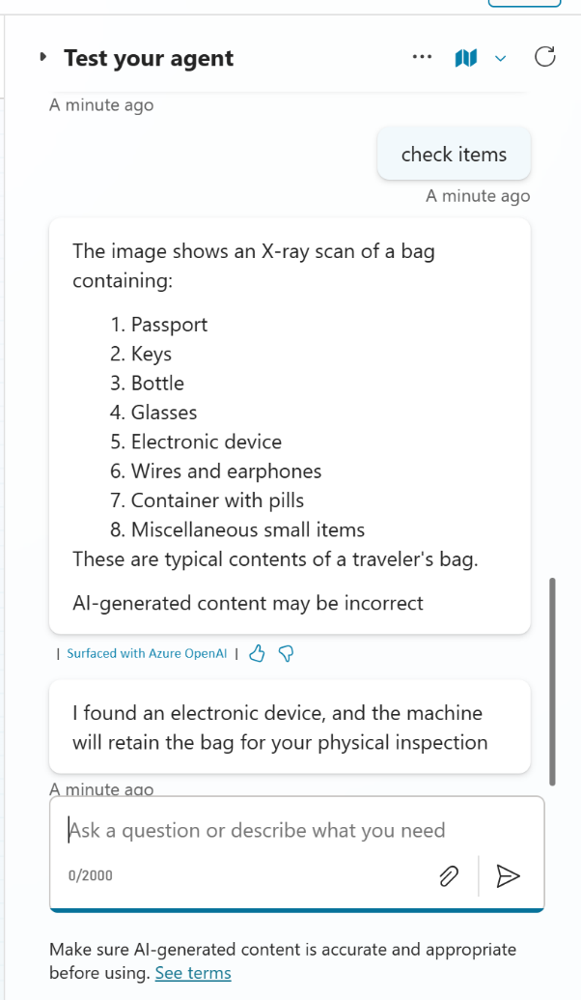 Test your agent
A minute ago
check items
A minute ago
The image shows an X-ray scan of a bag
containing:
1. Passport
2. Keys
3. Bottle
4. Glasses
5. Electronic device
6. Wires and earphones
7. Container with pills
8. Miscellaneous small items
These are typical contents of a traveler's bag.
AI-generated content may be incorrect
| Surfaced with Azure OpenAI |
I found an electronic device, and the machine
will retain the bag for your physical inspection
A minute ago
Ask a question or describe what you need
0/2000
Make sure AI-generated content is accurate and appropriate
before using. See terms